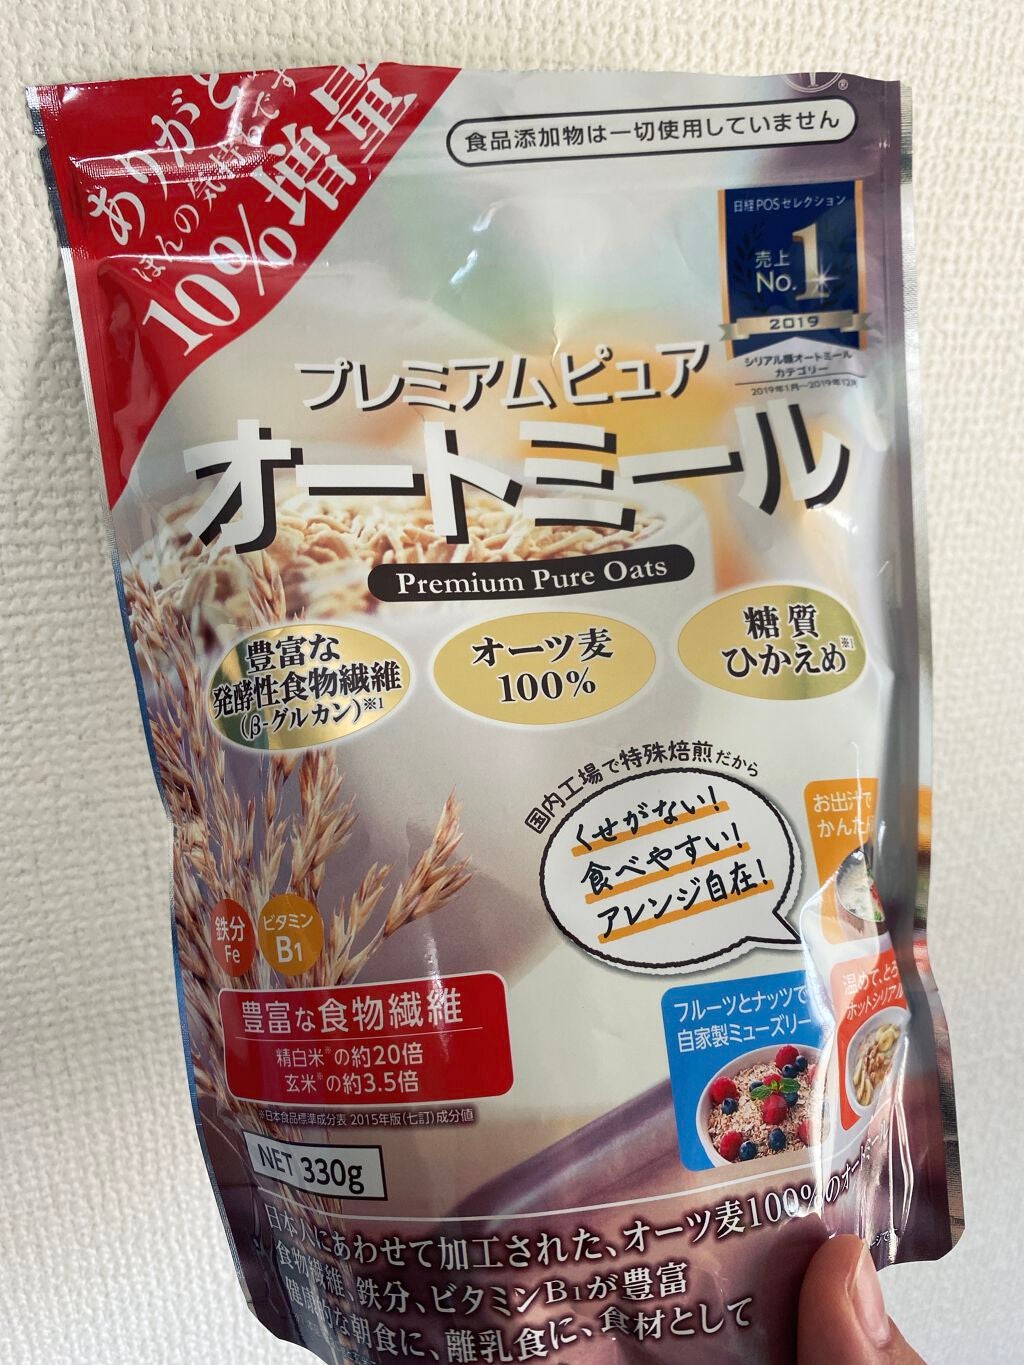 ありがと
ほんの気持ちです
10%増量
食品添加物は一切使用していません
日経POSセレクション
売上
No.1
2019
シリアル類オートミール
カテゴリー
2019年1月〜2019年12月
プレミアムピュア
オートミール
Premium Pure Oats
豊富な
発酵性食物繊維
(β-グルカン)※1
オーツ麦
100%
糖質
ひかえめ※1
国内工場で特殊焙煎だから
くせがない!
食べやすい!
アレンジ自在!
お出汁で
かんた
鉄分
Fe
ビタミン
B1
豊富な食物繊維
精白米※の約20倍
玄米※の約3.5倍
※日本食品標準成分表 2015年版(七訂)成分値
フルーツとナッツで
自家製ミューズリー
温めて、とろ
ホットシリアル
NET 330g
日本人にあわせて加工された、オーツ麦100%のオートミール
食物繊維、鉄分、ビタミンB1が豊富
健康的な朝食に、離乳食に、食材として